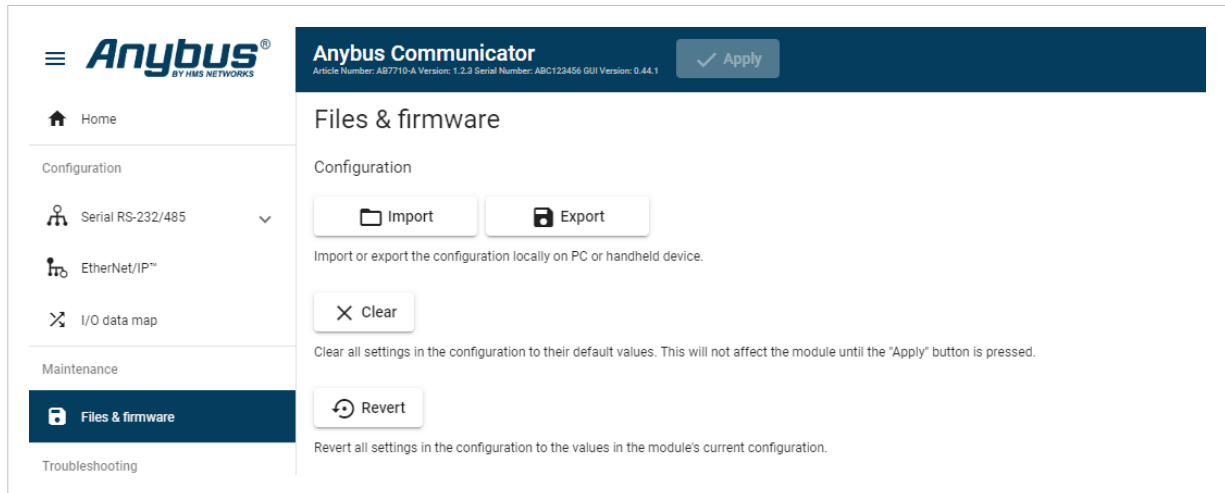 Anybus®
BY HMS NETWORKS
Anybus Communicator
Article Number: AB7710-A Version: 1.2.3 Serial Number: ABC123456 GUI Version: 0.44.1
Apply
Home
Configuration
Serial RS-232/485
EtherNet/IP™
I/O data map
Maintenance
Files & firmware
Troubleshooting
Files & firmware
Configuration
Import Export
Import or export the configuration locally on PC or handheld device.
Clear
Clear all settings in the configuration to their default values. This will not affect the module until the "Apply" button is pressed.
Revert
Revert all settings in the configuration to the values in the module's current configuration.